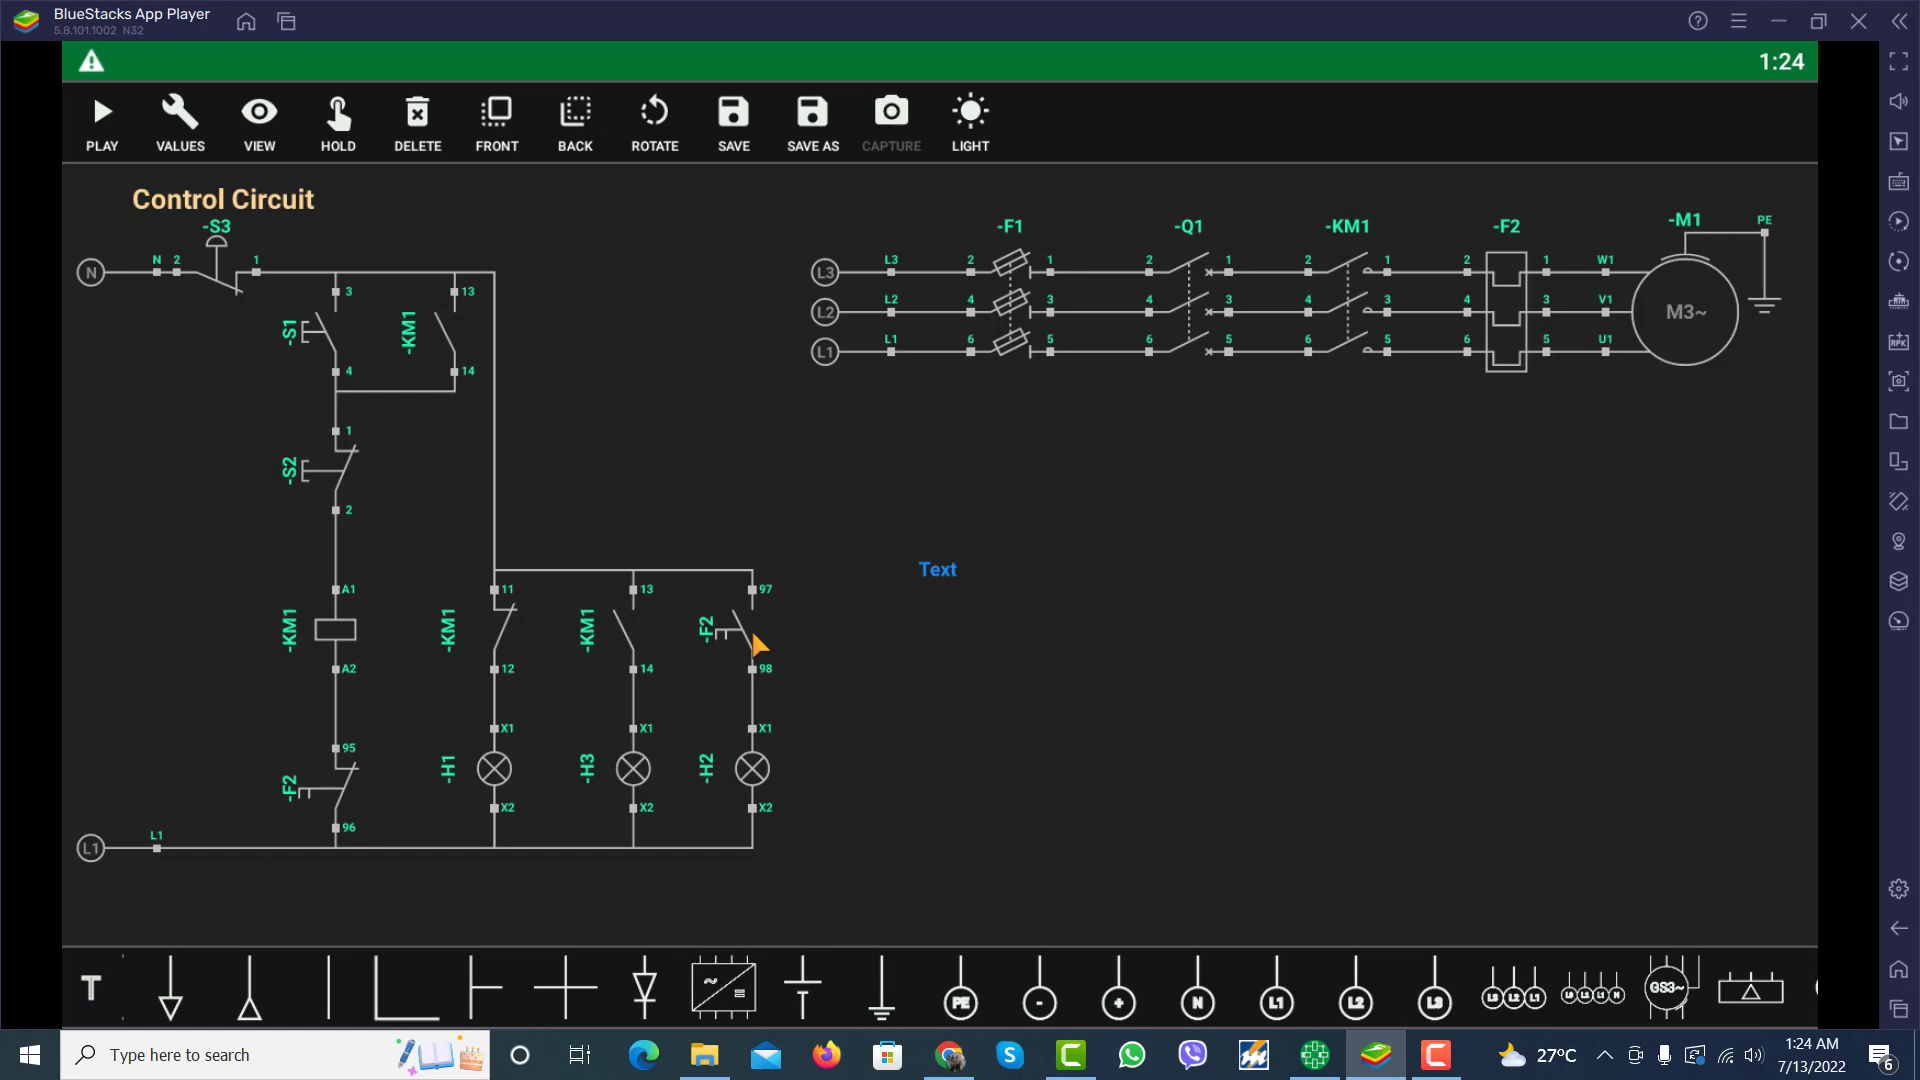 BlueStacks App Player
5.8.101.1002 N32
1:24
PLAY
VALUES
VIEW
HOLD
DELETE
FRONT
BACK
ROTATE
SAVE
SAVE AS
CAPTURE
LIGHT
Control Circuit
-S3
N
N
2
1
3
13
-S1
-KM1
4
14
1
-S2
2
A1
11
13
97
-KM1
-KM1
-KM1
-F2
A2
12
14
98
95
X1
X1
X1
-F2
-H1
-H3
-H2
96
X2
X2
X2
L1
L1
-F1
-Q1
-KM1
-F2
-M1
PE
L3
L3
2
1
2
1
2
1
2
1
W1
L2
L2
4
3
4
3
4
3
4
3
V1
M3~
L1
L1
6
5
6
5
6
5
6
5
U1
Text
T
~
=
PE
-
+
N
L1
L2
L3
L3 L2 L1
L3 L2 L1 N
GS3~
Type here to search
27°C
1:24 AM
7/13/2022
6